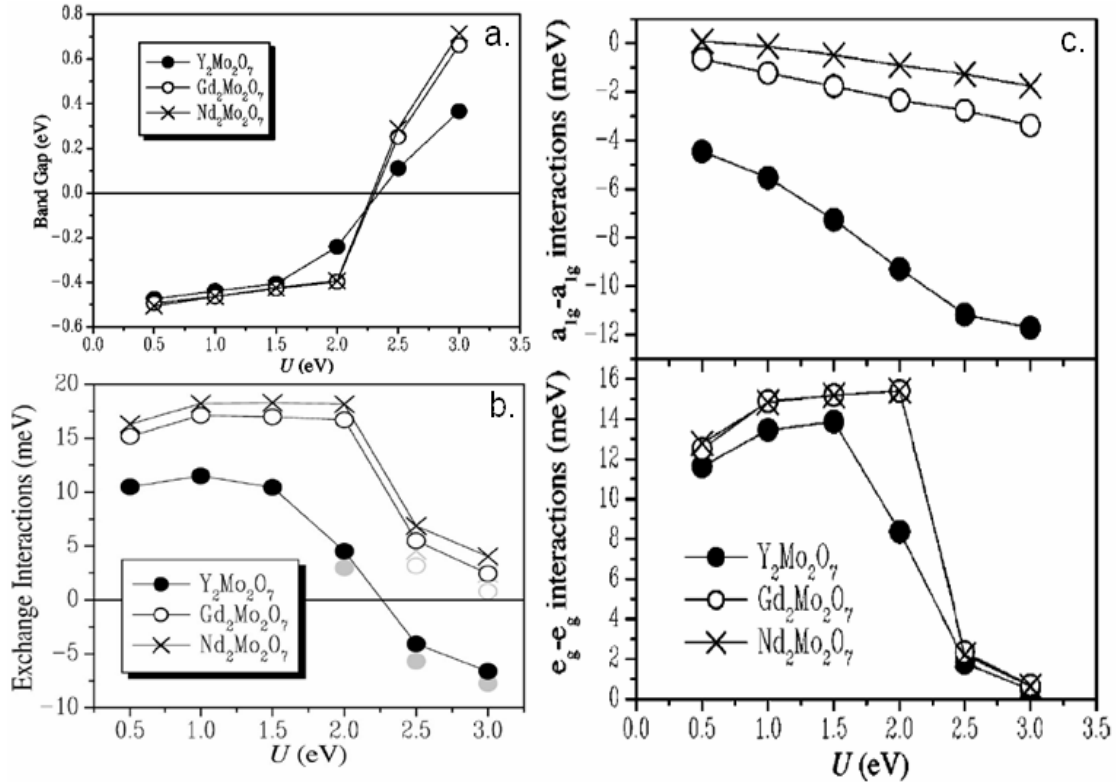 a.
Band Gap (eV)
0.8
0.6
0.4
0.2
0.0
−0.2
−0.4
−0.6
Y₂Mo₂O₇
Gd₂Mo₂O₇
Nd₂Mo₂O₇
0.0 0.5 1.0 1.5 2.0 2.5 3.0 3.5
U (eV)
b.
Exchange Interactions (meV)
20
15
10
5
0
−5
−10
Y₂Mo₂O₇
Gd₂Mo₂O₇
Nd₂Mo₂O₇
0.5 1.0 1.5 2.0 2.5 3.0
U (eV)
c.
a₁g-a₁g interactions (meV)
0
−2
−4
−6
−8
−10
−12
eg-eg interactions (meV)
16
14
12
10
8
6
4
2
0
Y₂Mo₂O₇
Gd₂Mo₂O₇
Nd₂Mo₂O₇
0.0 0.5 1.0 1.5 2.0 2.5 3.0 3.5
U (eV)